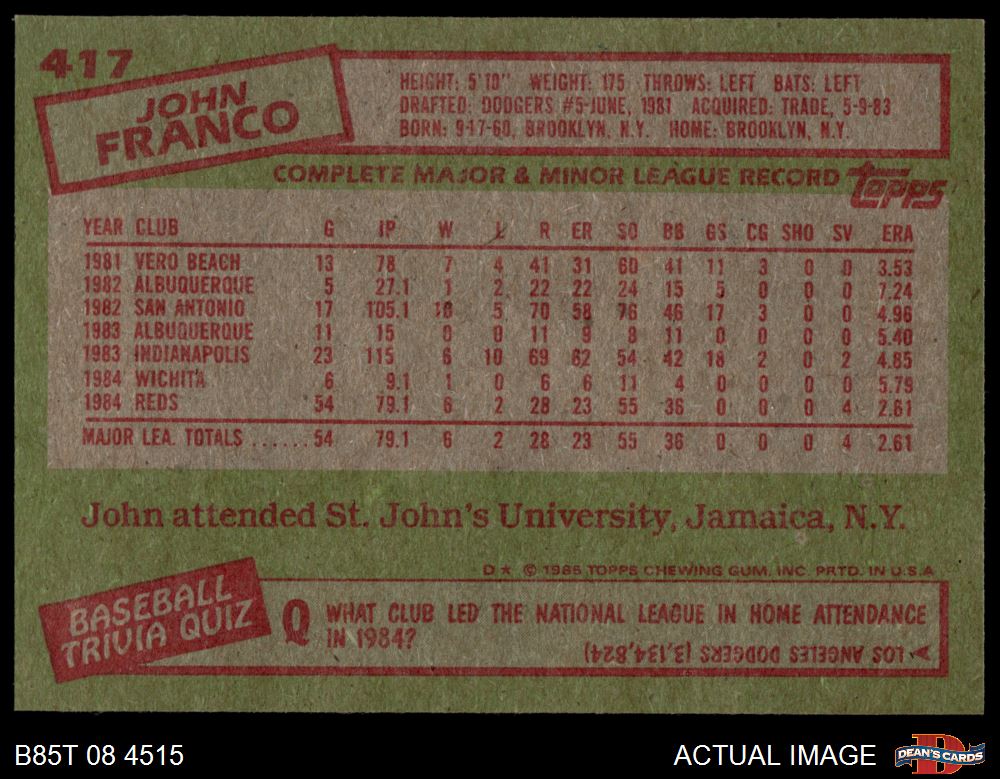 417
JOHN
FRANCO
HEIGHT: 5'10" WEIGHT: 175 THROWS: LEFT BATS: LEFT
DRAFTED: DODGERS #5-JUNE, 1981 ACQUIRED: TRADE, 5-9-83
BORN: 9-17-60, BROOKLYN, N.Y. HOME: BROOKLYN, N.Y.
COMPLETE MAJOR & MINOR LEAGUE RECORD topps
YEAR CLUB G IP W L R ER SO BB GS CG SHO SV ERA
1981 VERO BEACH 13 78 7 4 41 31 60 41 11 3 0 0 3.53
1982 ALBUQUERQUE 5 27.1 1 2 22 22 24 15 5 0 0 0 7.24
1982 SAN ANTONIO 17 105.1 10 5 70 58 76 46 17 3 0 0 4.96
1983 ALBUQUERQUE 11 15 0 0 11 9 8 11 0 0 0 0 5.40
1983 INDIANAPOLIS 23 115 6 10 69 62 54 42 18 2 0 2 4.85
1984 WICHITA 6 9.1 1 0 6 6 11 4 0 0 0 0 5.79
1984 REDS 54 79.1 6 2 28 23 55 36 0 0 0 4 2.61
MAJOR LEA. TOTALS ...... 54 79.1 6 2 28 23 55 36 0 0 0 4 2.61
John attended St. John's University, Jamaica, N.Y.
D★ © 1985 TOPPS CHEWING GUM, INC. PRTD. IN U.S.A
BASEBALL
TRIVIA QUIZ
Q WHAT CLUB LED THE NATIONAL LEAGUE IN HOME ATTENDANCE
IN 1984?
LOS ANGELES DODGERS (3,134,824)
B85T 08 4515
ACTUAL IMAGE
D
DEAN'S CARDS